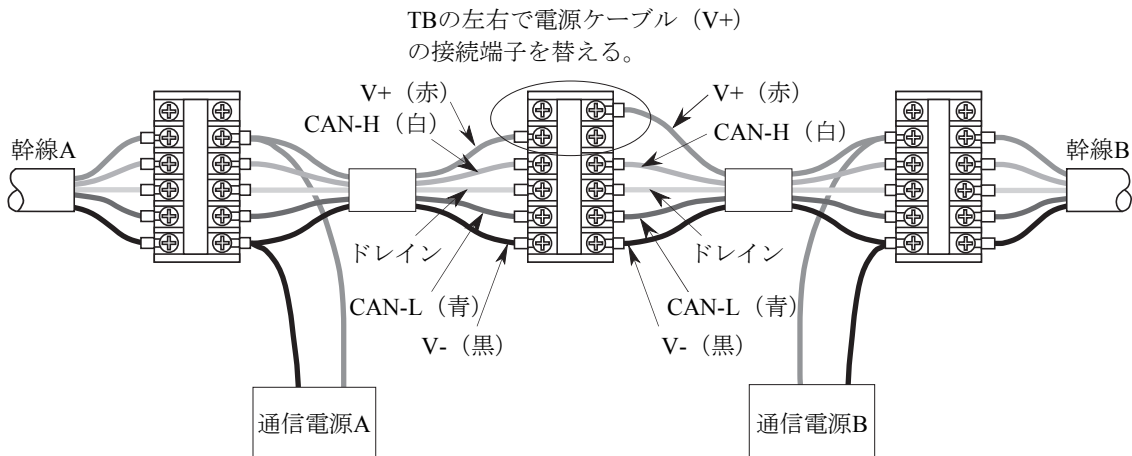 TBの左右で電源ケーブル（V+）
の接続端子を替える。
V+（赤）
V+（赤）
CAN-H（白）
CAN-H（白）
幹線A
幹線B
ドレイン
ドレイン
CAN-L（青）
CAN-L（青）
V-（黒）
V-（黒）
通信電源A
通信電源B